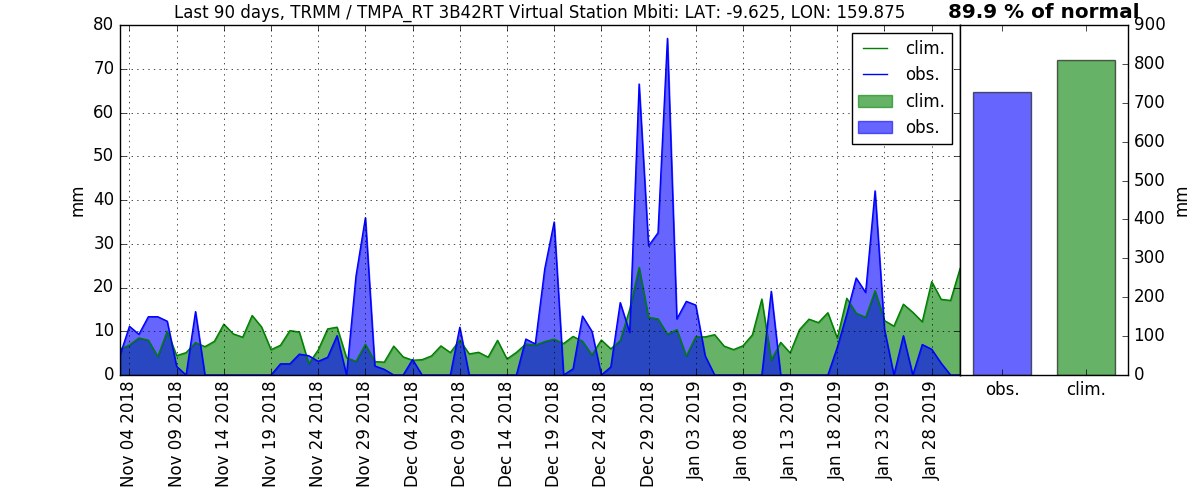 Last 90 days, TRMM / TMPA_RT 3B42RT Virtual Station Mbiti: LAT: -9.625, LON: 159.875
89.9 % of normal
80
70
60
50
40
30
20
10
0
mm
clim.
obs.
clim.
obs.
900
800
700
600
500
400
300
200
100
0
mm
Nov 04 2018
Nov 09 2018
Nov 14 2018
Nov 19 2018
Nov 24 2018
Nov 29 2018
Dec 04 2018
Dec 09 2018
Dec 14 2018
Dec 19 2018
Dec 24 2018
Dec 29 2018
Jan 03 2019
Jan 08 2019
Jan 13 2019
Jan 18 2019
Jan 23 2019
Jan 28 2019
obs.
clim.